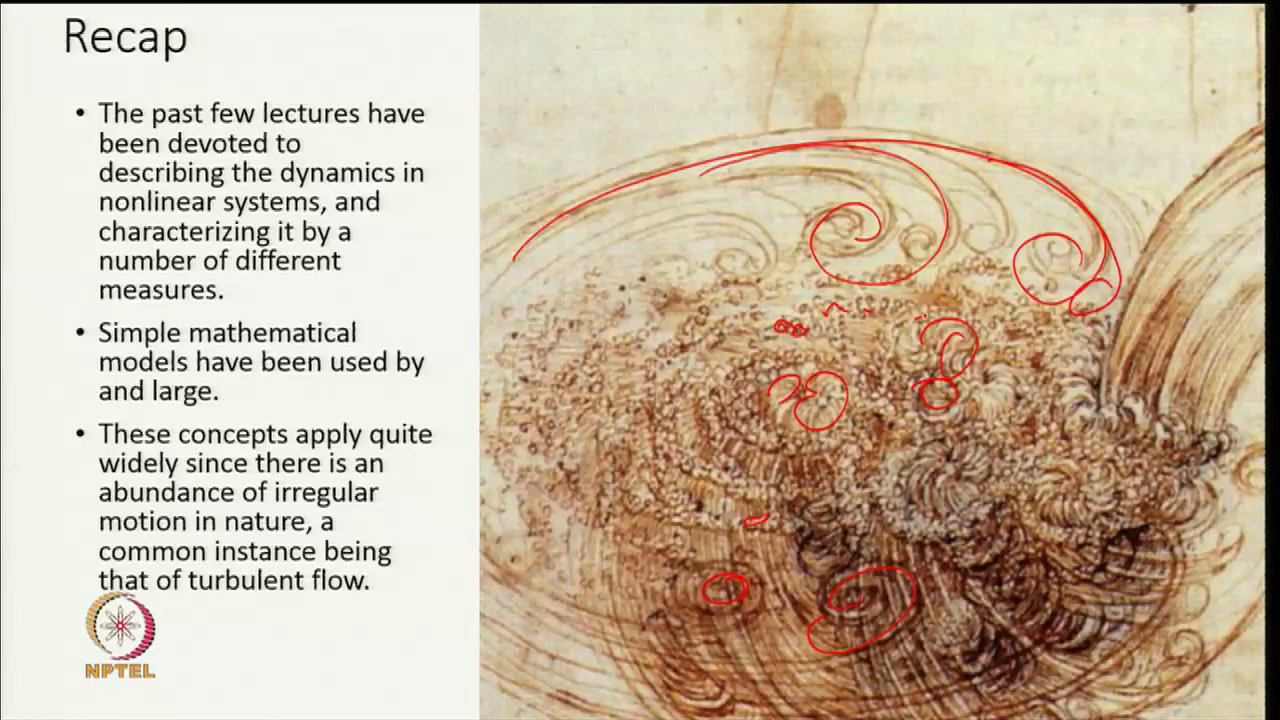 Recap
• The past few lectures have
been devoted to
describing the dynamics in
nonlinear systems, and
characterizing it by a
number of different
measures.
• Simple mathematical
models have been used by
and large.
• These concepts apply quite
widely since there is an
abundance of irregular
motion in nature, a
common instance being
that of turbulent flow.
NPTEL